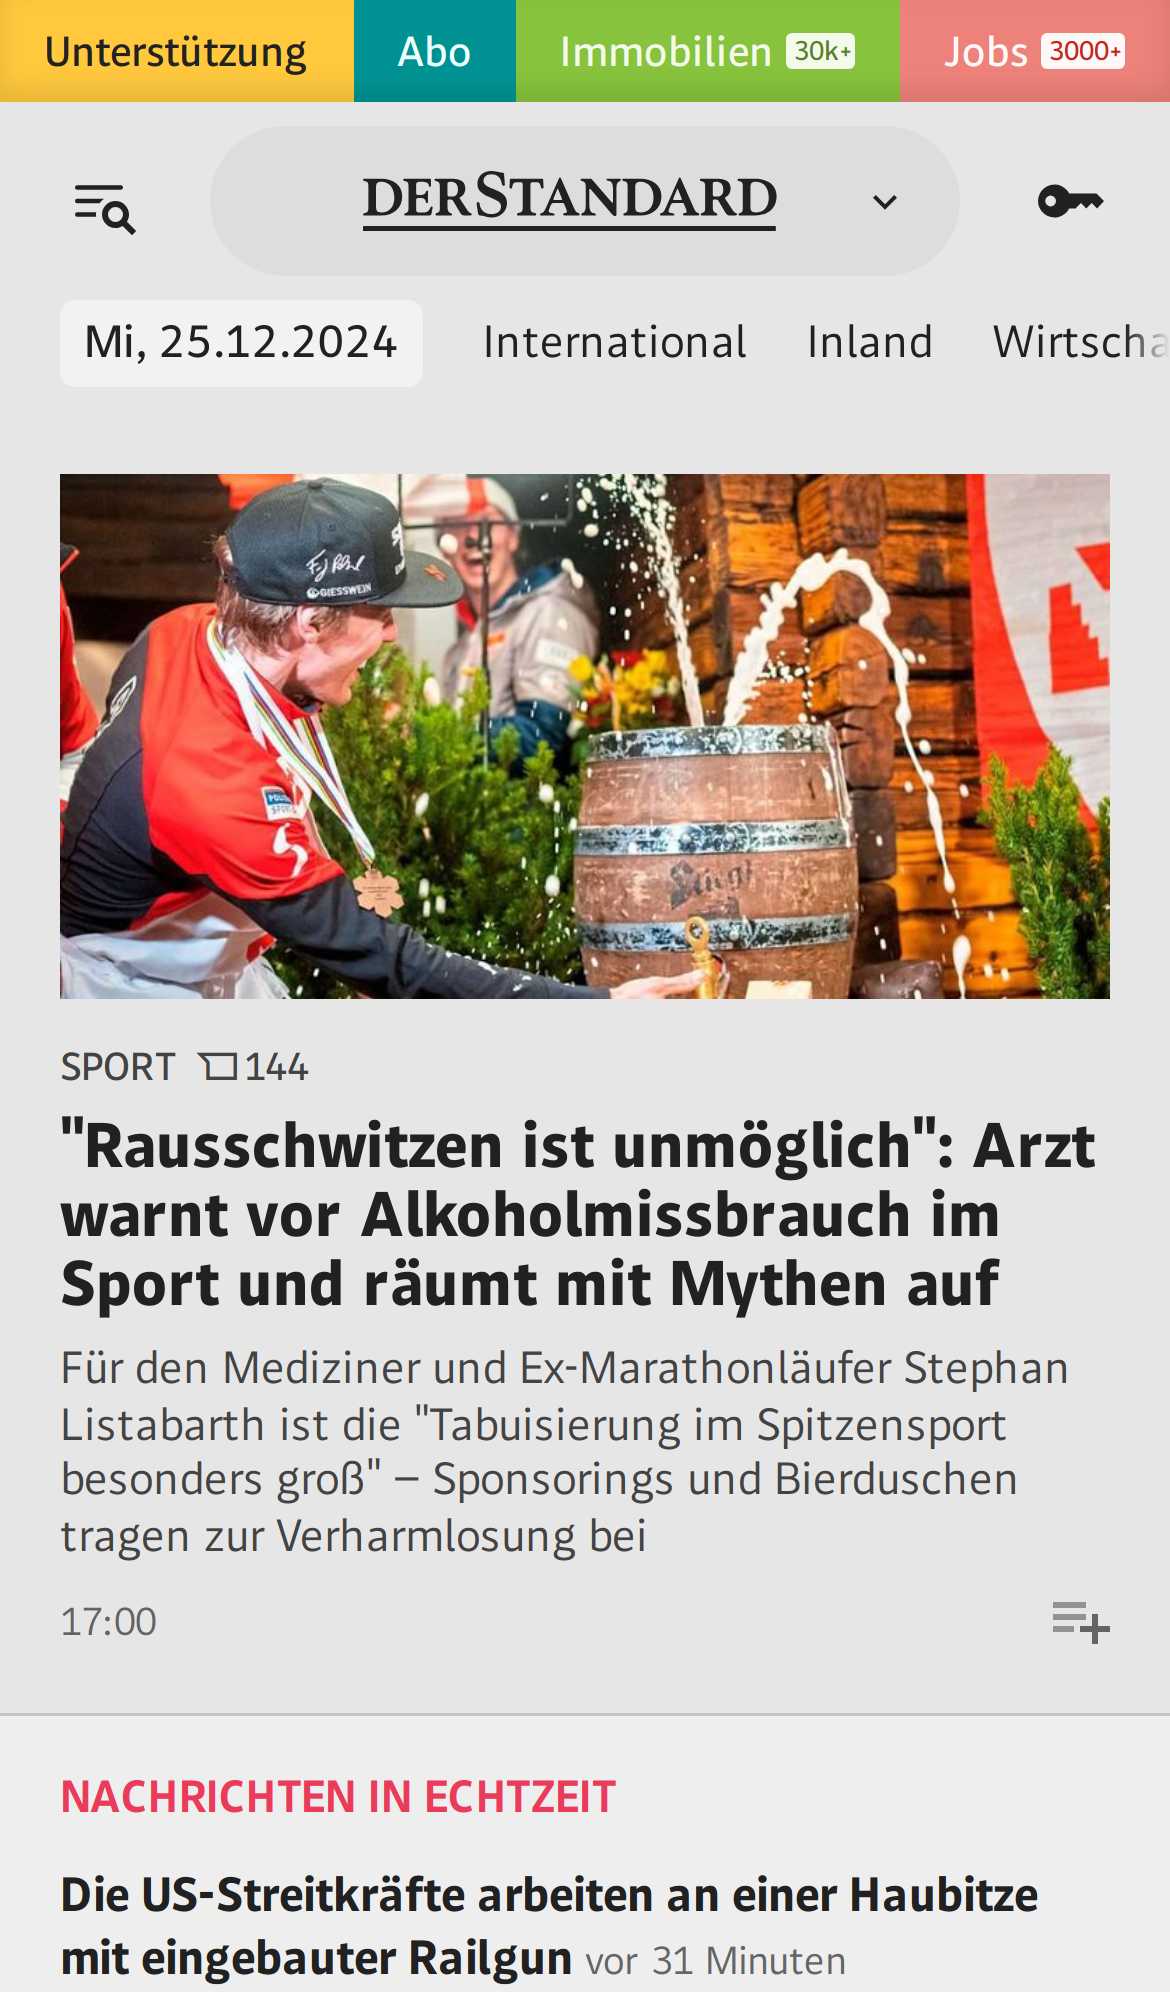 Unterstützung Abo Immobilien 30k+ Jobs 3000+
DERSTANDARD
Mi, 25.12.2024 International Inland Wirtscha
GIESSWEIN
Stiegl
SPORT 144
"Rausschwitzen ist unmöglich": Arzt
warnt vor Alkoholmissbrauch im
Sport und räumt mit Mythen auf
Für den Mediziner und Ex-Marathonläufer Stephan
Listabarth ist die "Tabuisierung im Spitzensport
besonders groß" – Sponsorings und Bierduschen
tragen zur Verharmlosung bei
17:00
NACHRICHTEN IN ECHTZEIT
Die US-Streitkräfte arbeiten an einer Haubitze
mit eingebauter Railgun vor 31 Minuten